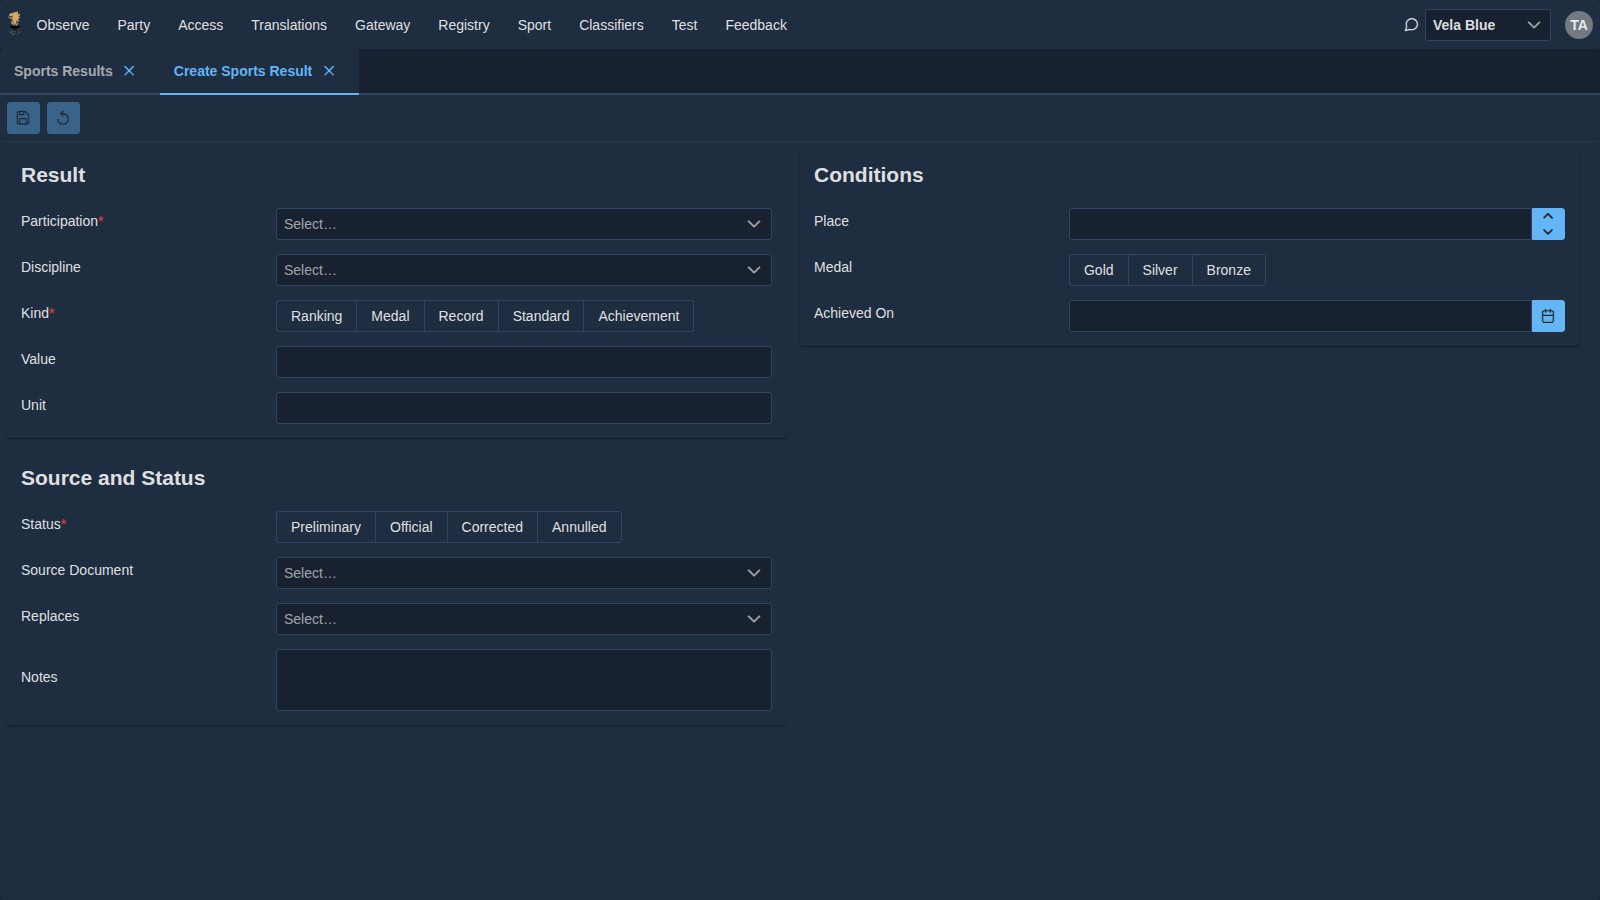 Observe Party Access Translations Gateway Registry Sport Classifiers Test Feedback Vela Blue TA
Sports Results Create Sports Result
Result
Participation*
Select…
Discipline
Select…
Kind*
Ranking Medal Record Standard Achievement
Value
Unit
Source and Status
Status*
Preliminary Official Corrected Annulled
Source Document
Select…
Replaces
Select…
Notes
Conditions
Place
Medal
Gold Silver Bronze
Achieved On